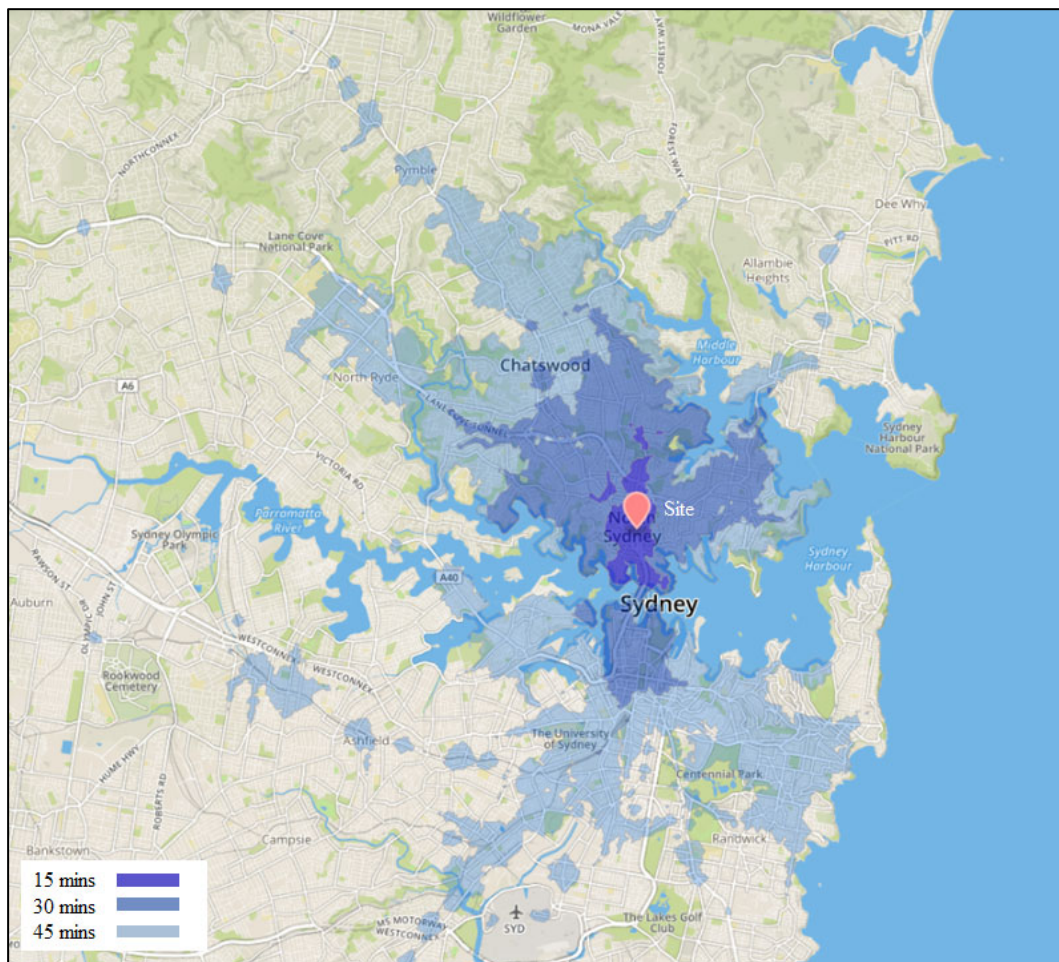 Wildflower
Garden
MONA VALE
FOREST WAY
NORTHCONNEX
FOREST WAY
Pymble
Dee Why
Lane Cove
National Park
PITT RD
Allambie
Heights
Middle
Harbour
Chatswood
A6
North Ryde
LANE COVE TUNNEL
Sydney
Harbour
National Park
VICTORIA RD
Site
North
Sydney
Parramatta
River
Sydney Olympic
Park
Sydney
Harbour
RAWSON ST
A40
Auburn
JOHN ST
OLYMPIC DR
Sydney
WESTCONNEX
WESTCONNEX
Rookwood
Cemetery
Ashfield
The University
of Sydney
HUME HWY
ROBERTS RD
Centennial Park
Campsie
Randwick
Bankstown
15 mins
30 mins
45 mins
M5 MOTORWAY
WESTCONNEX
SYD
The Lakes Golf
Club